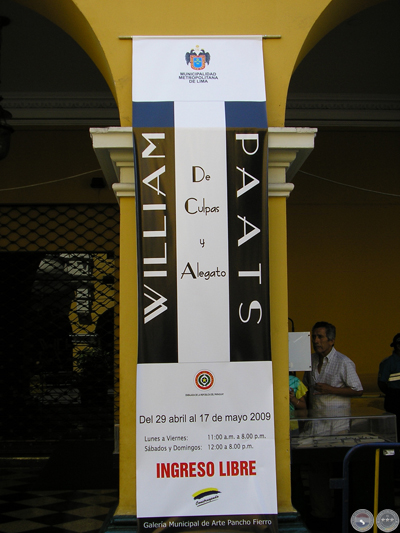 MUNICIPALIDAD
METROPOLITANA
DE LIMA
WILLIAM
PAATS
De
Culpas
y
Alegato
Del 29 abril al 17 de mayo 2009
Lunes a Viernes: 11:00 a.m. a 8.00 p.m.
Sábados y Domingos: 12:00 a 8.00 p.m.
INGRESO LIBRE
Galería Municipal de Arte Pancho Fierro